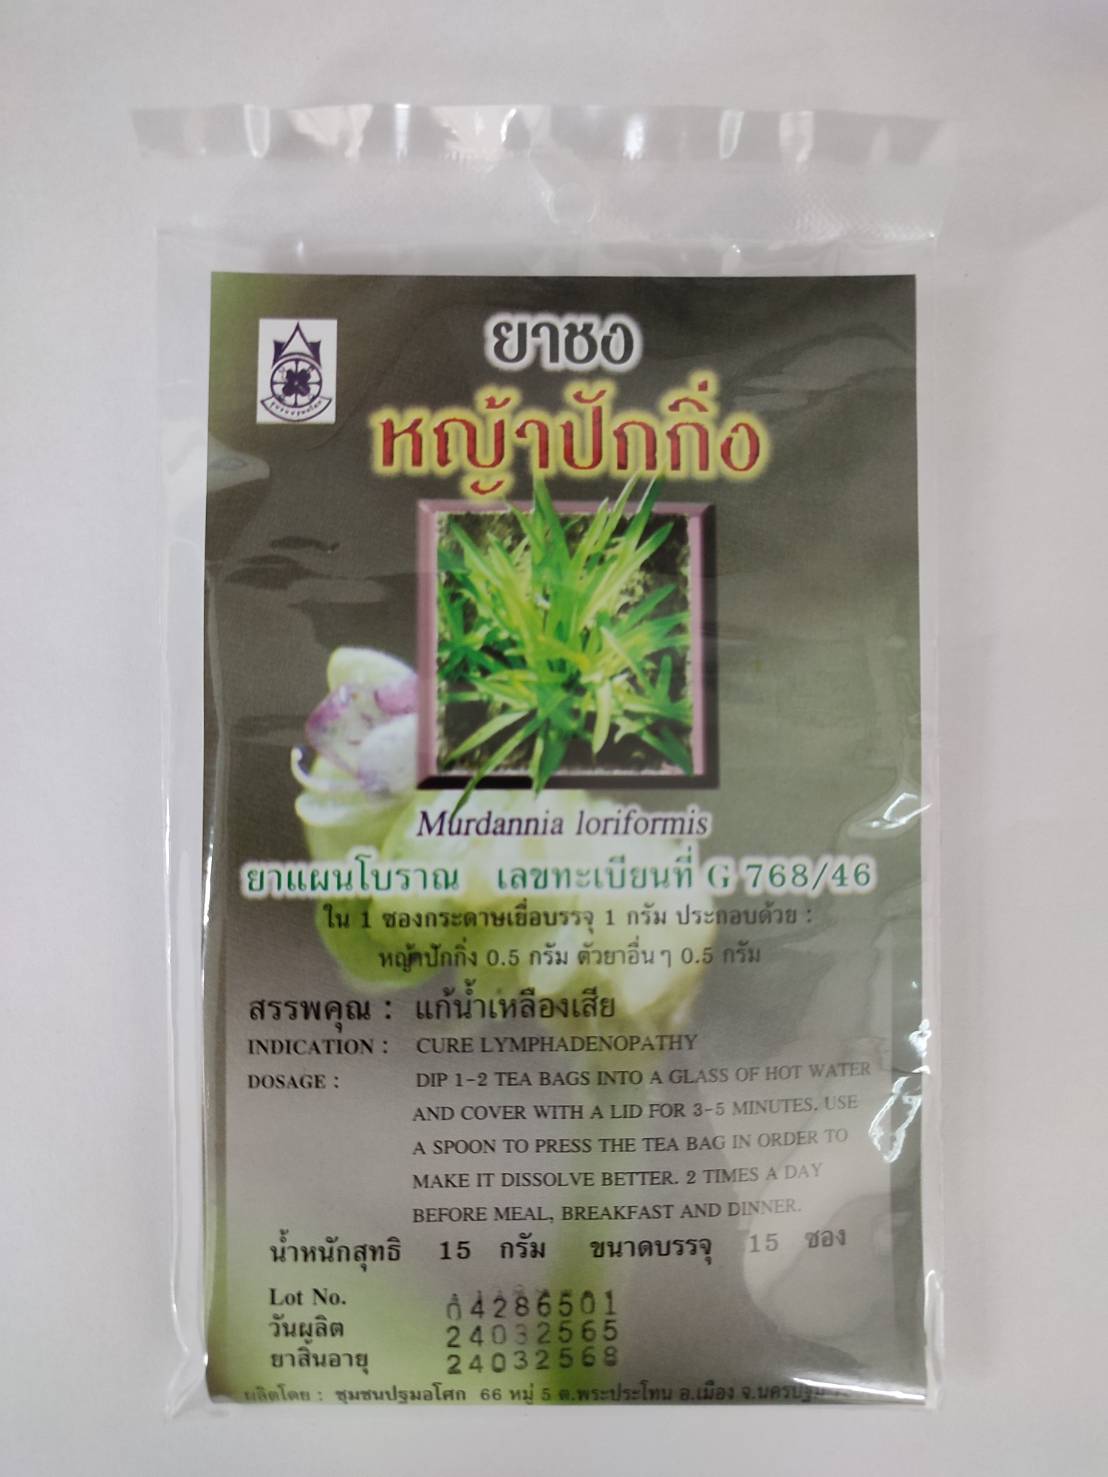 ยาชง
หญ้าปักกิ่ง
Murdannia loriformis
ยาแผนโบราณ เลขทะเบียนที่ G 768/46
ใน 1 ซองกระดาษเยื่อบรรจุ 1 กรัม ประกอบด้วย :
หญ้าปักกิ่ง 0.5 กรัม ตัวยาอื่นๆ 0.5 กรัม
สรรพคุณ : แก้น้ำเหลืองเสีย
INDICATION : CURE LYMPHADENOPATHY
DOSAGE : DIP 1-2 TEA BAGS INTO A GLASS OF HOT WATER
AND COVER WITH A LID FOR 3-5 MINUTES. USE
A SPOON TO PRESS THE TEA BAG IN ORDER TO
MAKE IT DISSOLVE BETTER. 2 TIMES A DAY
BEFORE MEAL, BREAKFAST AND DINNER.
น้ำหนักสุทธิ 15 กรัม ขนาดบรรจุ 15 ซอง
Lot No. 04286501
วันผลิต 24032565
ยาสิ้นอายุ 24032568
ผลิตโดย : ชุมชนปฐมอโศก 66 หมู่ 5 ต.พระประโทน อ.เมือง จ.นครปฐม